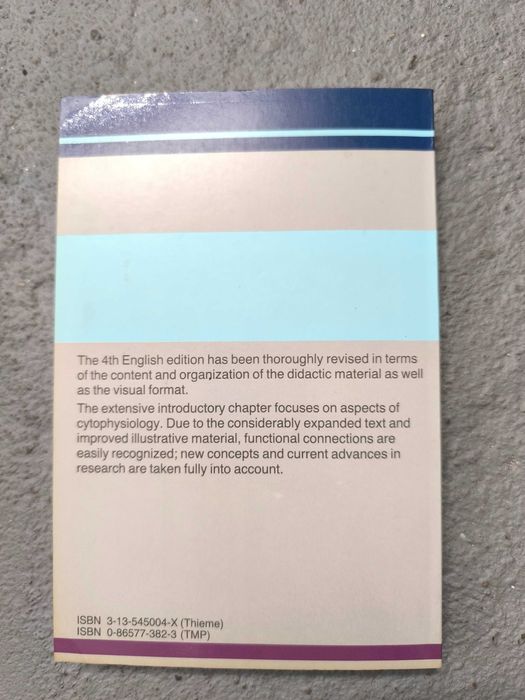 The 4th English edition has been thoroughly revised in terms
of the content and organization of the didactic material as well
as the visual format.
The extensive introductory chapter focuses on aspects of
cytophysiology. Due to the considerably expanded text and
improved illustrative material, functional connections are
easily recognized; new concepts and current advances in
research are taken fully into account.
ISBN 3-13-545004-X (Thieme)
ISBN 0-86577-382-3 (TMP)